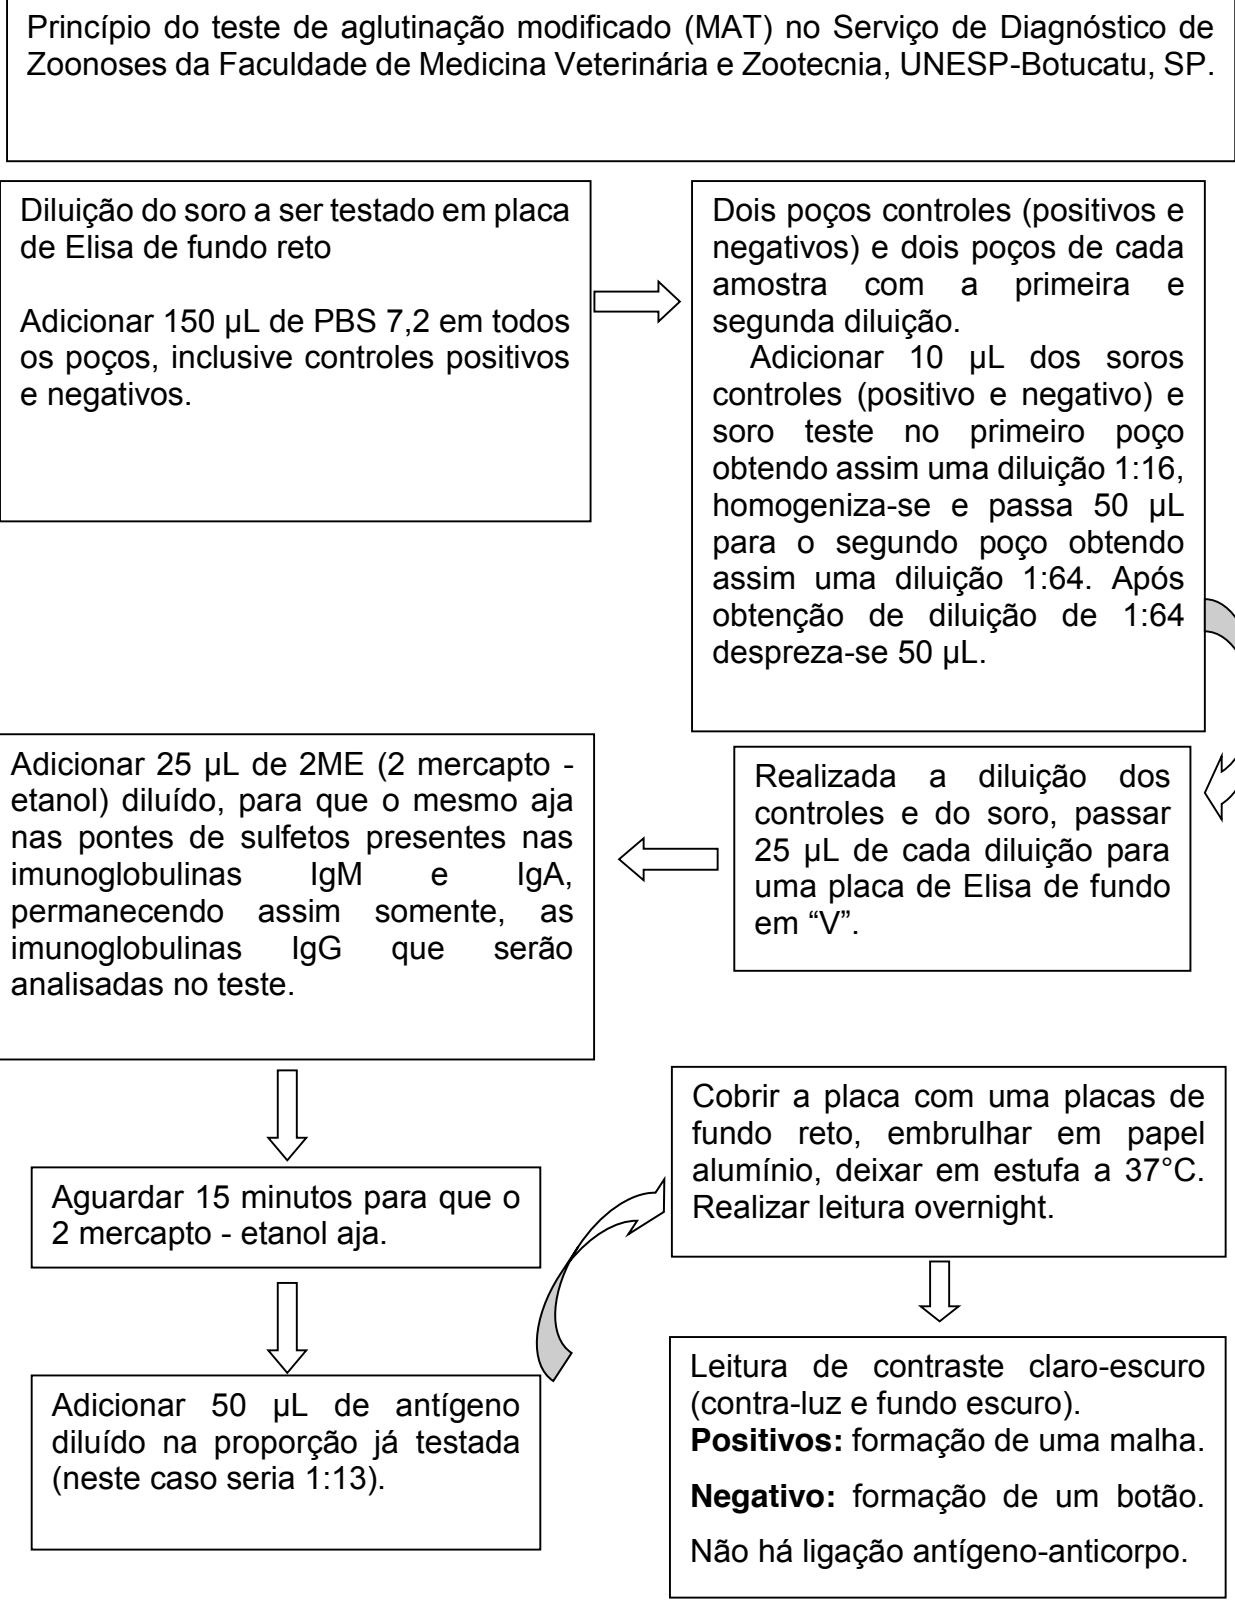 Princípio do teste de aglutinação modificado (MAT) no Serviço de Diagnóstico de
Zoonoses da Faculdade de Medicina Veterinária e Zootecnia, UNESP-Botucatu, SP.
Diluição do soro a ser testado em placa
de Elisa de fundo reto
Adicionar 150 µL de PBS 7,2 em todos
os poços, inclusive controles positivos
e negativos.
Dois poços controles (positivos e
negativos) e dois poços de cada
amostra com a primeira e
segunda diluição.
Adicionar 10 µL dos soros
controles (positivo e negativo) e
soro teste no primeiro poço
obtendo assim uma diluição 1:16,
homogeniza-se e passa 50 µL
para o segundo poço obtendo
assim uma diluição 1:64. Após
obtenção de diluição de 1:64
despreza-se 50 µL.
Realizada a diluição dos
controles e do soro, passar
25 µL de cada diluição para
uma placa de Elisa de fundo
em “V”.
Adicionar 25 µL de 2ME (2 mercapto -
etanol) diluído, para que o mesmo aja
nas pontes de sulfetos presentes nas
imunoglobulinas IgM e IgA,
permanecendo assim somente, as
imunoglobulinas IgG que serão
analisadas no teste.
Aguardar 15 minutos para que o
2 mercapto - etanol aja.
Adicionar 50 µL de antígeno
diluído na proporção já testada
(neste caso seria 1:13).
Cobrir a placa com uma placas de
fundo reto, embrulhar em papel
alumínio, deixar em estufa a 37°C.
Realizar leitura overnight.
Leitura de contraste claro-escuro
(contra-luz e fundo escuro).
Positivos: formação de uma malha.
Negativo: formação de um botão.
Não há ligação antígeno-anticorpo.